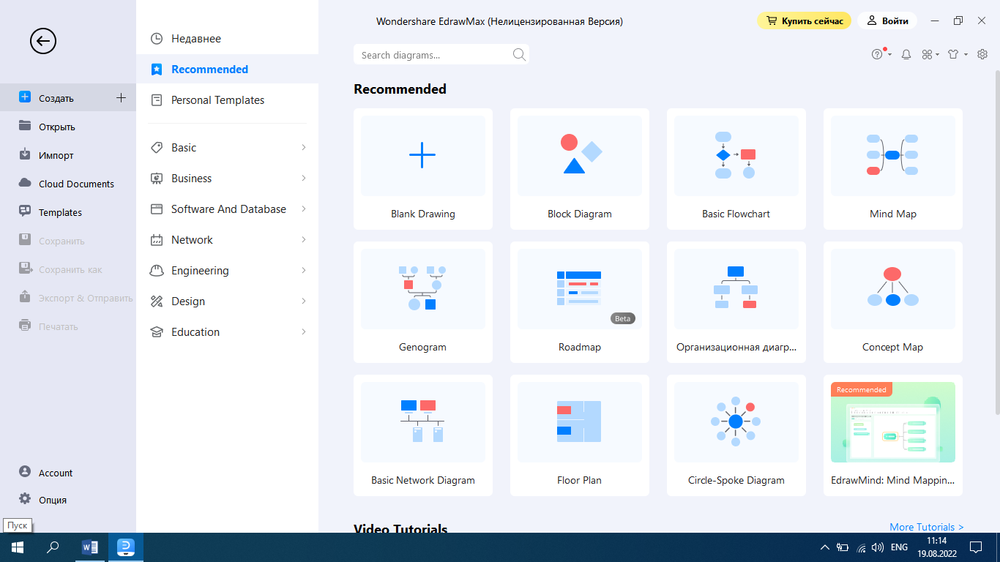 Wondershare EdrawMax (Нелицензированная Версия)
Купить сейчас
Войти
Создать
Открыть
Импорт
Cloud Documents
Templates
Сохранить
Сохранить как
Экспорт & Отправить
Печатать
Account
Опция
Пуск
Недавнее
Recommended
Personal Templates
Basic
Business
Software And Database
Network
Engineering
Design
Education
Search diagrams...
Recommended
Blank Drawing
Block Diagram
Basic Flowchart
Mind Map
Genogram
Beta
Roadmap
Организационная диагр...
Concept Map
Basic Network Diagram
Floor Plan
Circle-Spoke Diagram
Recommended
EdrawMind: Mind Mappin...
Video Tutorials
More Tutorials >
ENG
11:14
19.08.2022